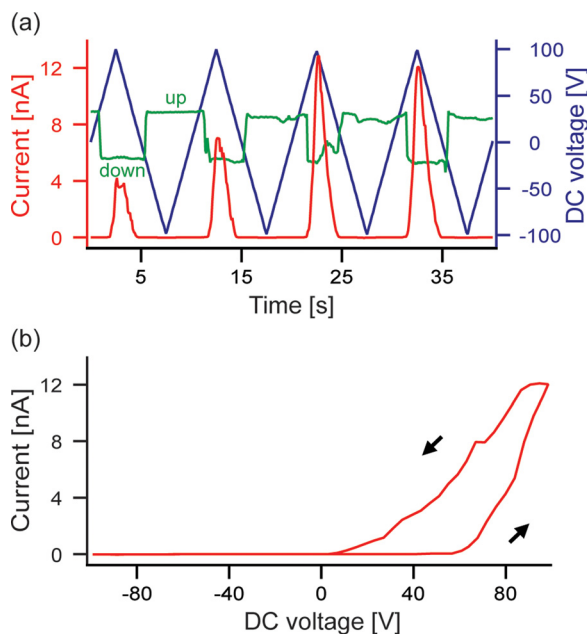 (a)
Current [nA]
12
8
4
0
up
down
100
50
0
-50
-100
DC voltage [V]
5
15
25
35
Time [s]
(b)
Current [nA]
12
8
4
0
-80
-40
0
40
80
DC voltage [V]